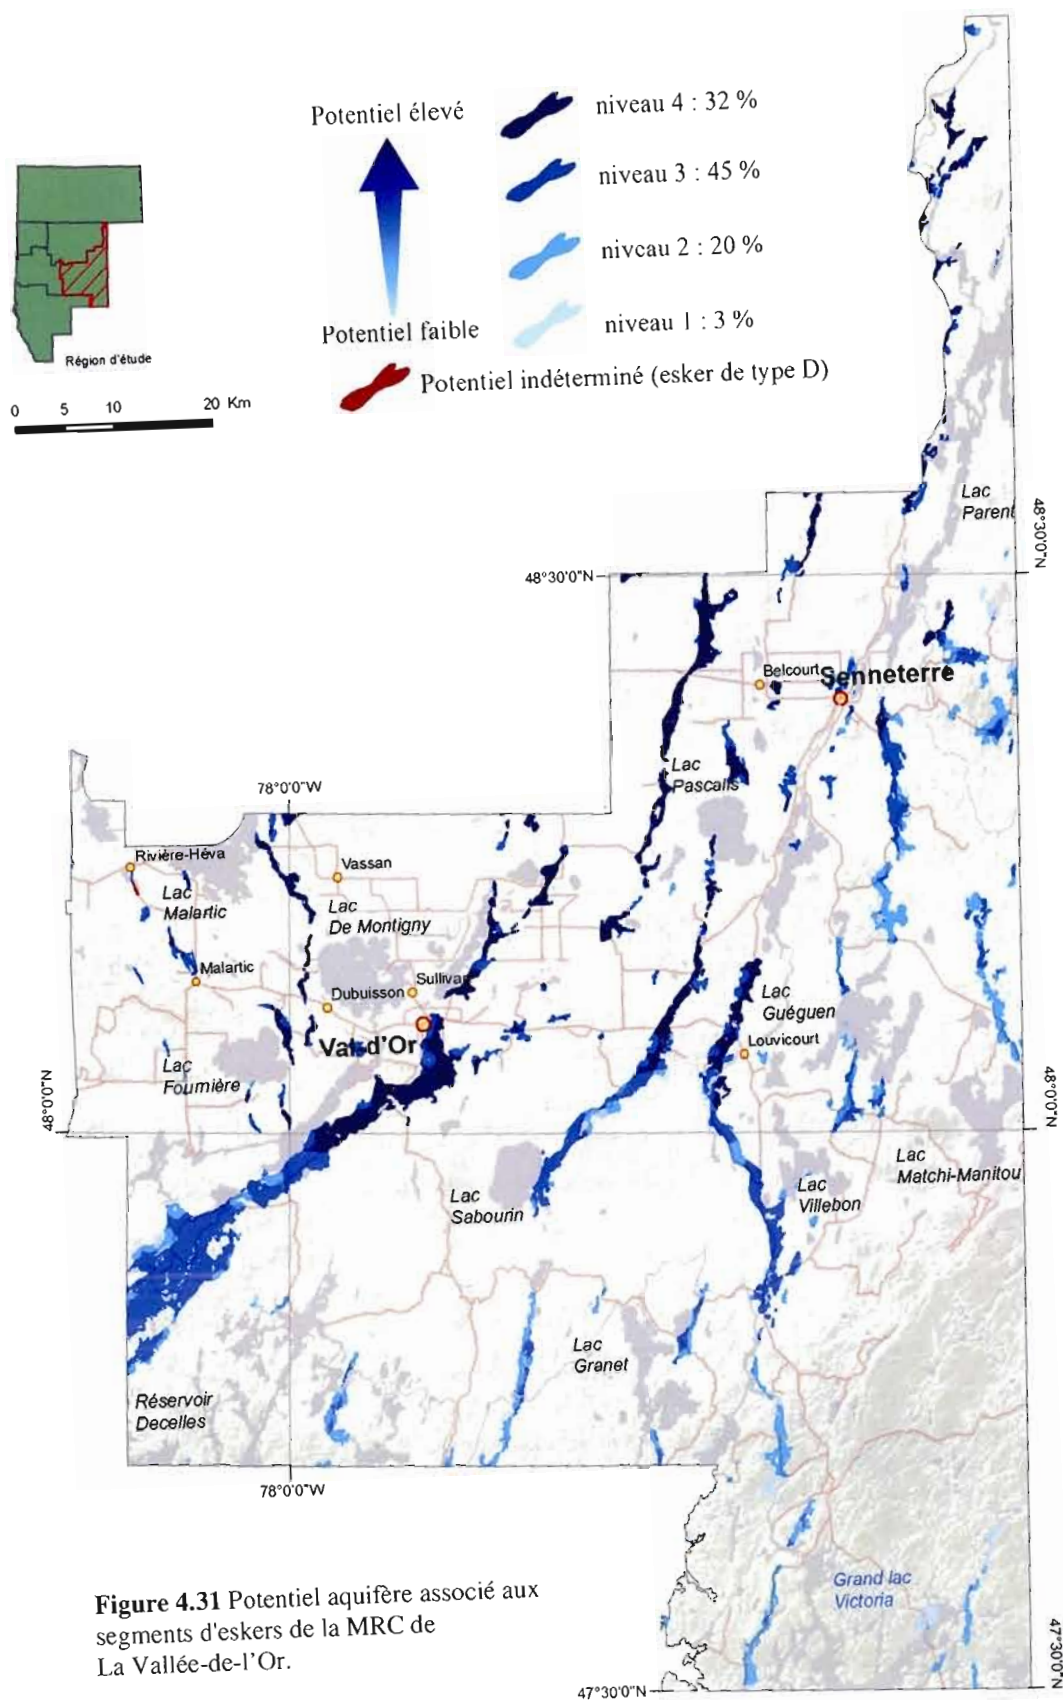 Potentiel élevé
niveau 4 : 32 %
niveau 3 : 45 %
niveau 2 : 20 %
niveau 1 : 3 %
Potentiel faible
Potentiel indéterminé (esker de type D)
Région d'étude
0 5 10 20 Km
Lac
Parent
48°30'0"N
48°30'0"N
Belcourt
Senneterre
Lac
Pascalis
78°0'0"W
Rivière-Héva
Vassan
Lac
Malartic
Lac
De Montigny
Malartic
Sullivan
Dubuisson
Val-d'Or
Lac
Guéguen
Louvicourt
Lac
Fournière
48°0'0"N
48°0'0"N
Lac
Matchi-Manitou
Lac
Villebon
Lac
Sabourin
Lac
Granet
Réservoir
Decelles
78°0'0"W
Grand lac
Victoria
47°30'0"N
47°30'0"N
Figure 4.31 Potentiel aquifère associé aux
segments d'eskers de la MRC de
La Vallée-de-l'Or.